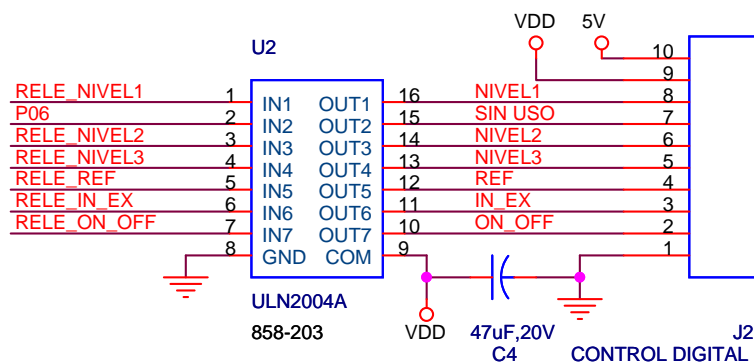 VDD 5V
U2
10
9
RELE_NIVEL1 1 IN1 OUT1 16 NIVEL1 8
P06 2 IN2 OUT2 15 SIN USO 7
RELE_NIVEL2 3 IN3 OUT3 14 NIVEL2 6
RELE_NIVEL3 4 IN4 OUT4 13 NIVEL3 5
RELE_REF 5 IN5 OUT5 12 REF 4
RELE_IN_EX 6 IN6 OUT6 11 IN_EX 3
RELE_ON_OFF 7 IN7 OUT7 10 ON_OFF 2
8 GND COM 9 1
ULN2004A
858-203 VDD 47uF,20V J2
C4 CONTROL DIGITAL